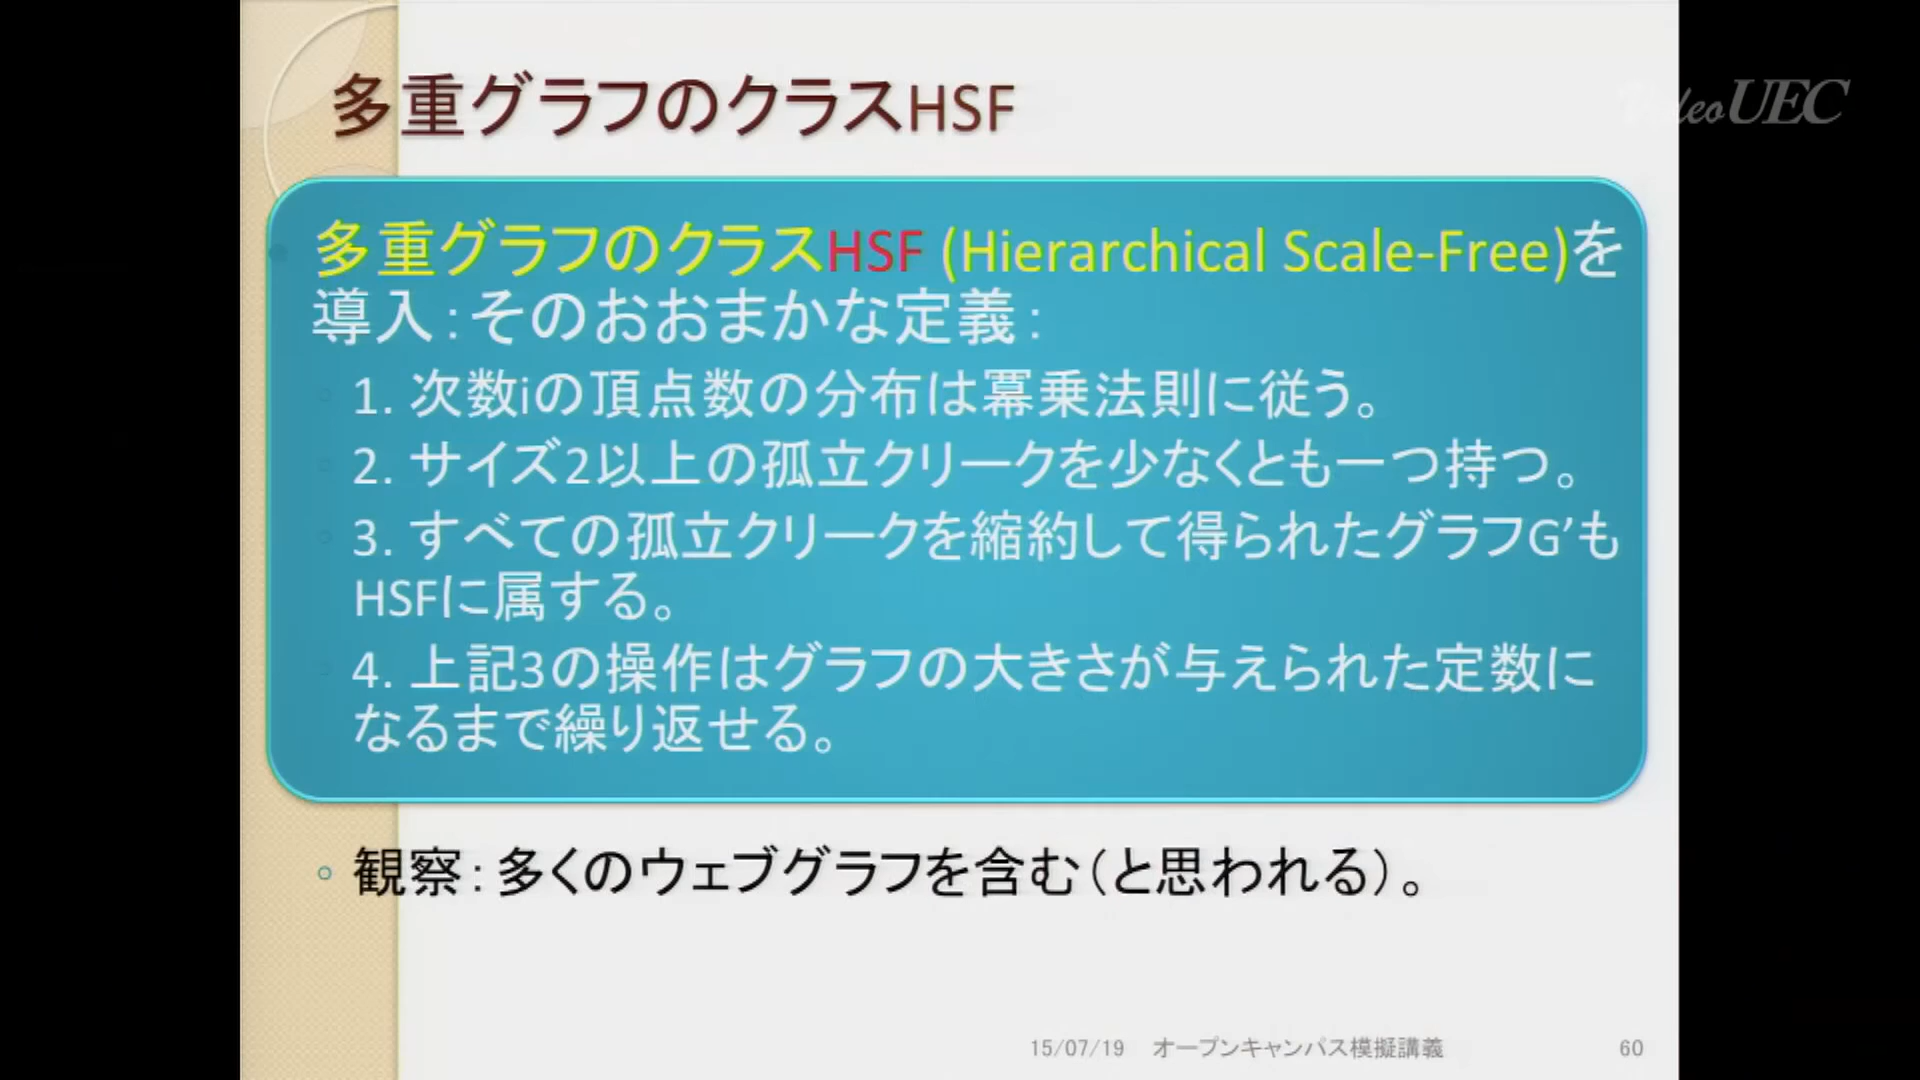 多重グラフのクラスHSF
UEC
多重グラフのクラスHSF (Hierarchical Scale-Free)を
導入：そのおおまかな定義：
1. 次数iの頂点数の分布は冪乗法則に従う。
2. サイズ2以上の孤立クリークを少なくとも一つ持つ。
3. すべての孤立クリークを縮約して得られたグラフG’も
HSFに属する。
4. 上記3の操作はグラフの大きさが与えられた定数に
なるまで繰り返せる。
観察：多くのウェブグラフを含む（と思われる）。
15/07/19 オープンキャンパス模擬講義 60